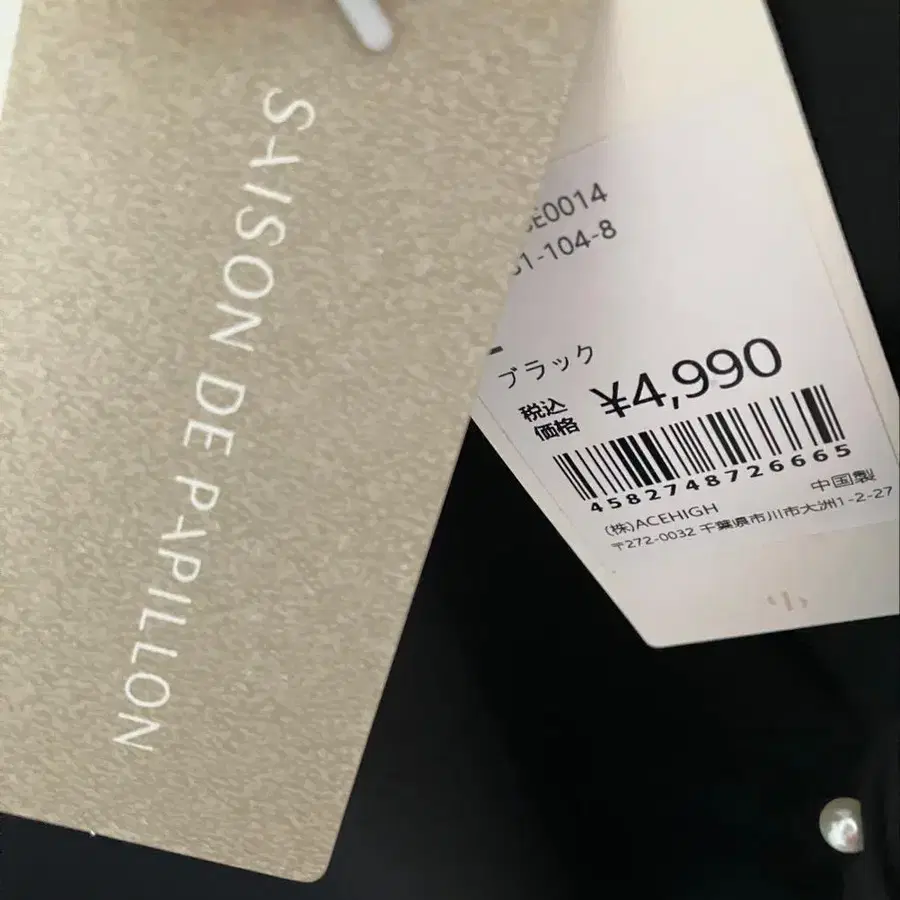 SAISON DE PAPILLON
E0014
1-104-8
ブラック
税込
価格
¥4,990
4582748726665
中国製
(株)ACEHIGH
〒272-0032 千葉県市川市大洲1-2-27